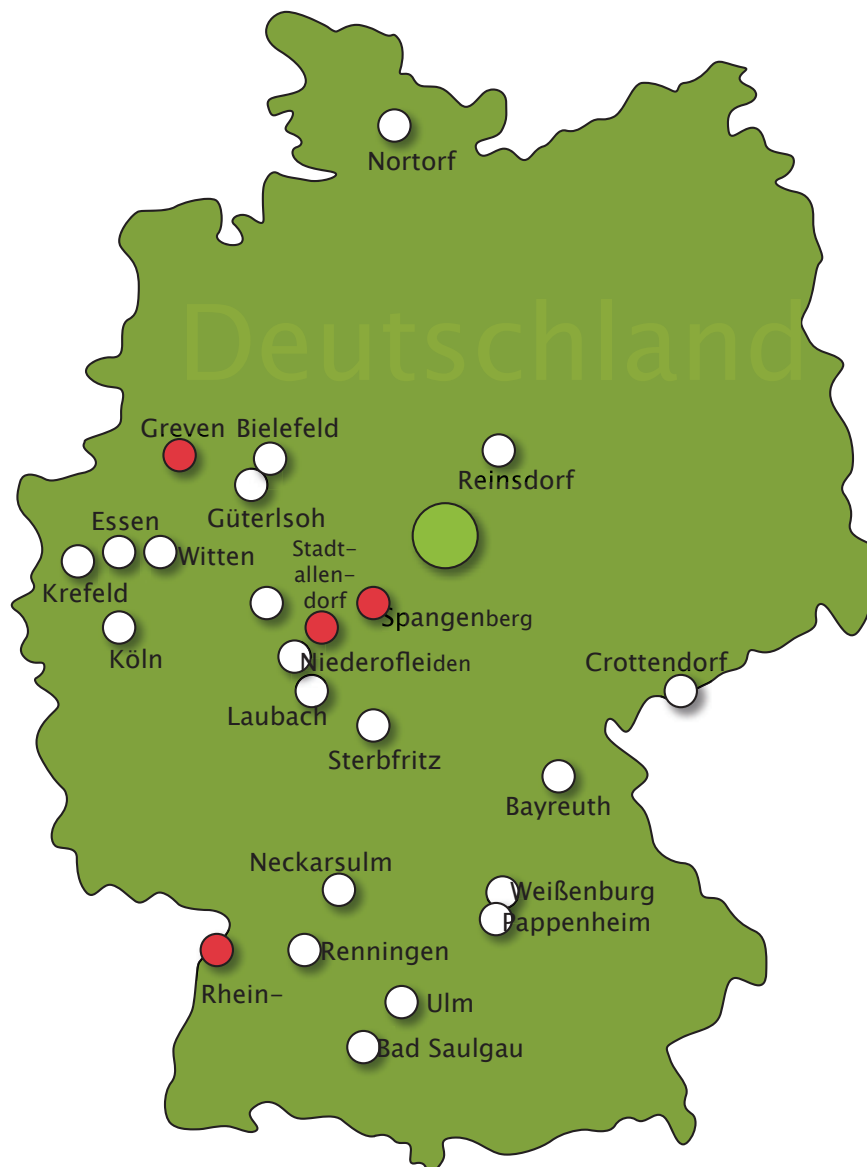 Nortorf
Deutschland
Greven
Bielefeld
Reinsdorf
Güterlsoh
Essen
Witten
Stadt-
allen-
dorf
Krefeld
Spangenberg
Köln
Niederofleiden
Crottendorf
Laubach
Sterbfritz
Bayreuth
Neckarsulm
Weißenburg
Pappenheim
Renningen
Rhein-
Ulm
Bad Saulgau